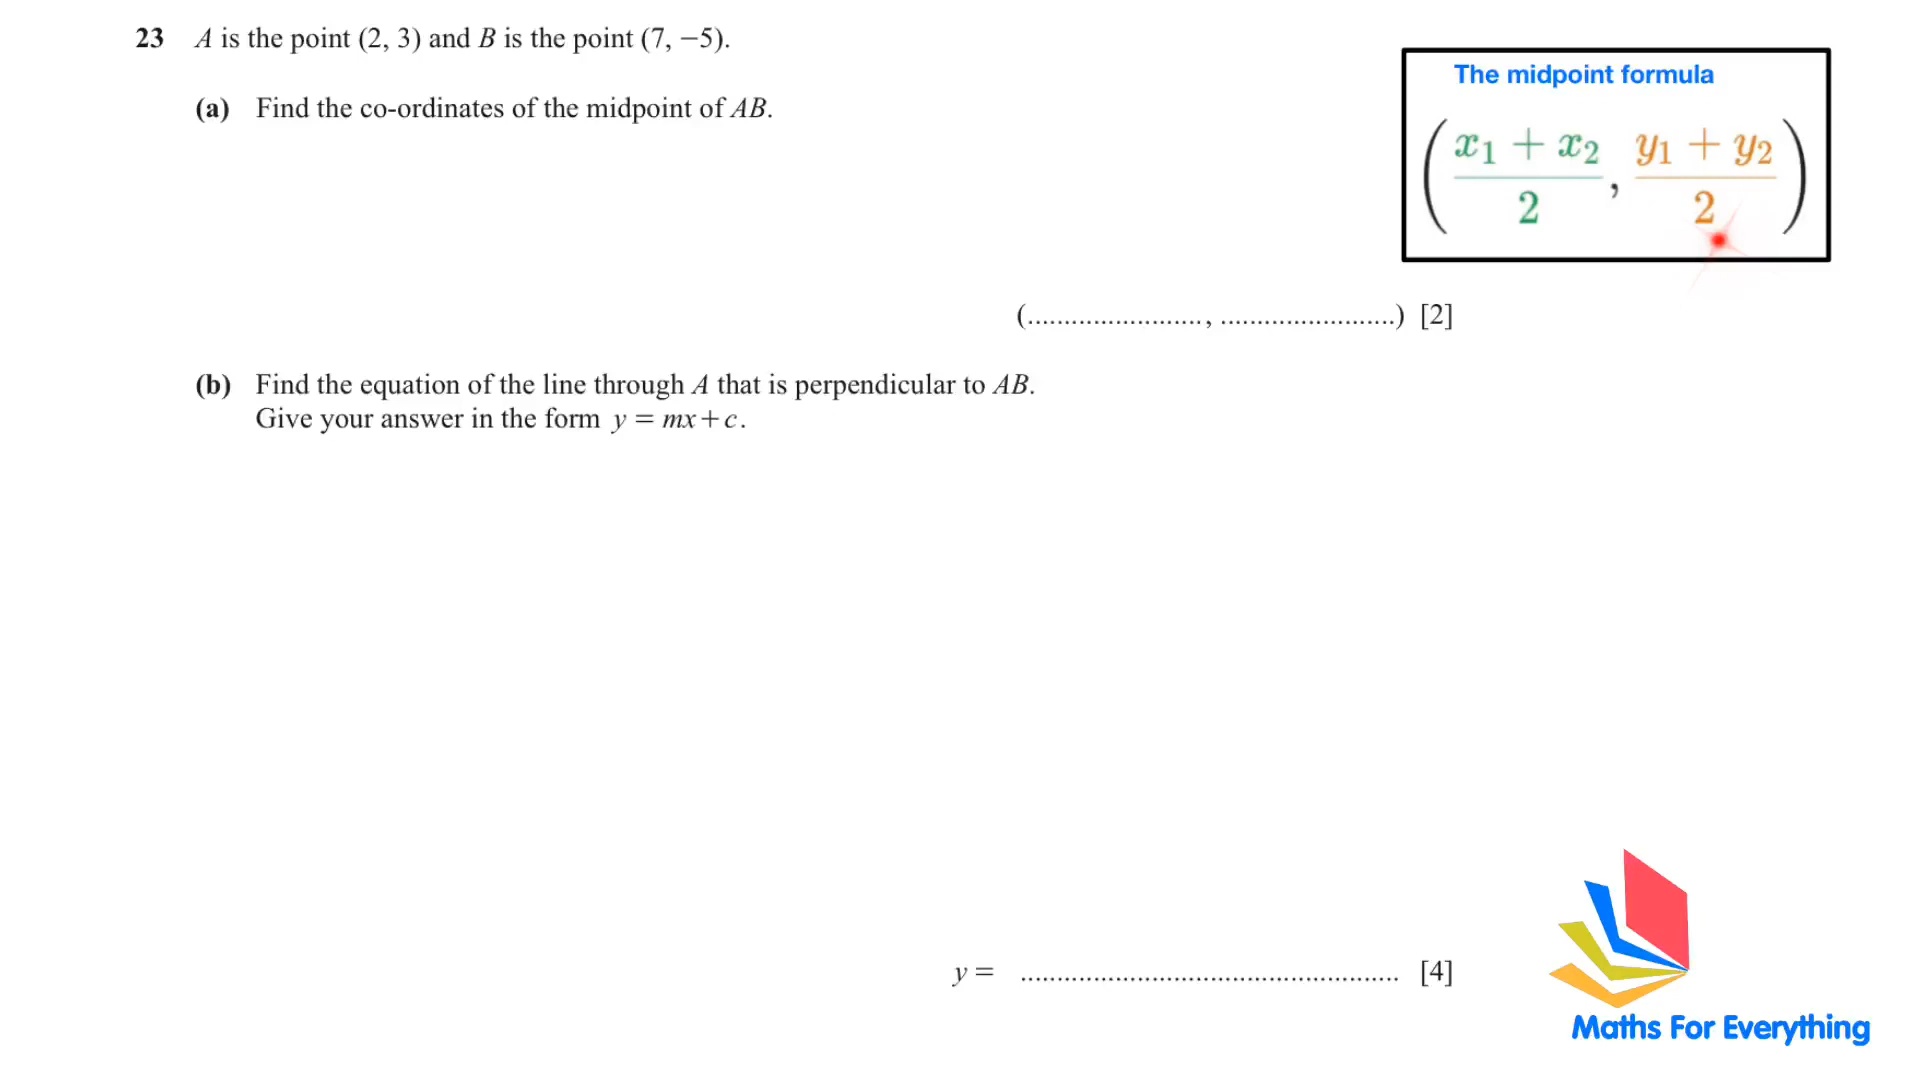 23 A is the point (2, 3) and B is the point (7, −5).
The midpoint formula
(a) Find the co-ordinates of the midpoint of AB.
(x₁ + x₂ / 2 , y₁ + y₂ / 2)
(........................, ........................) [2]
(b) Find the equation of the line through A that is perpendicular to AB.
Give your answer in the form y = mx + c.
y = .................................................... [4]
Maths For Everything